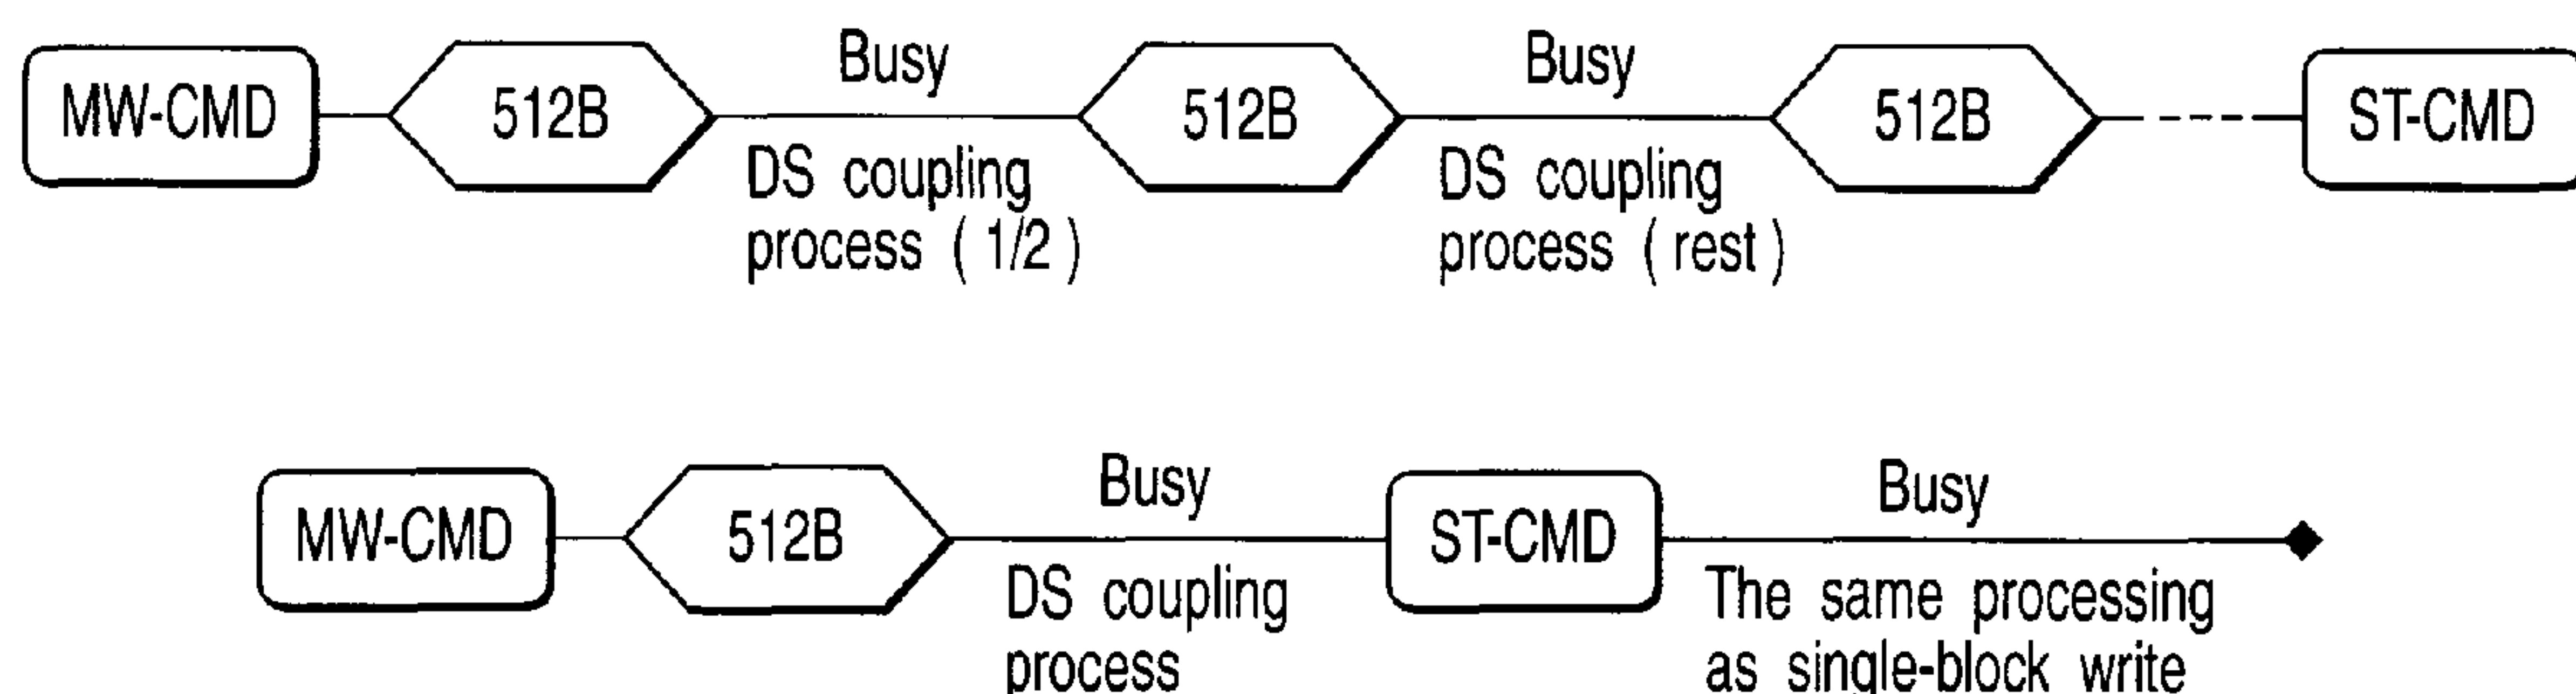 Busy Busy
MW-CMD 512B 512B 512B ST-CMD
DS coupling DS coupling
process ( 1/2 ) process ( rest )
Busy Busy
MW-CMD 512B ST-CMD
DS coupling The same processing
process as single-block write